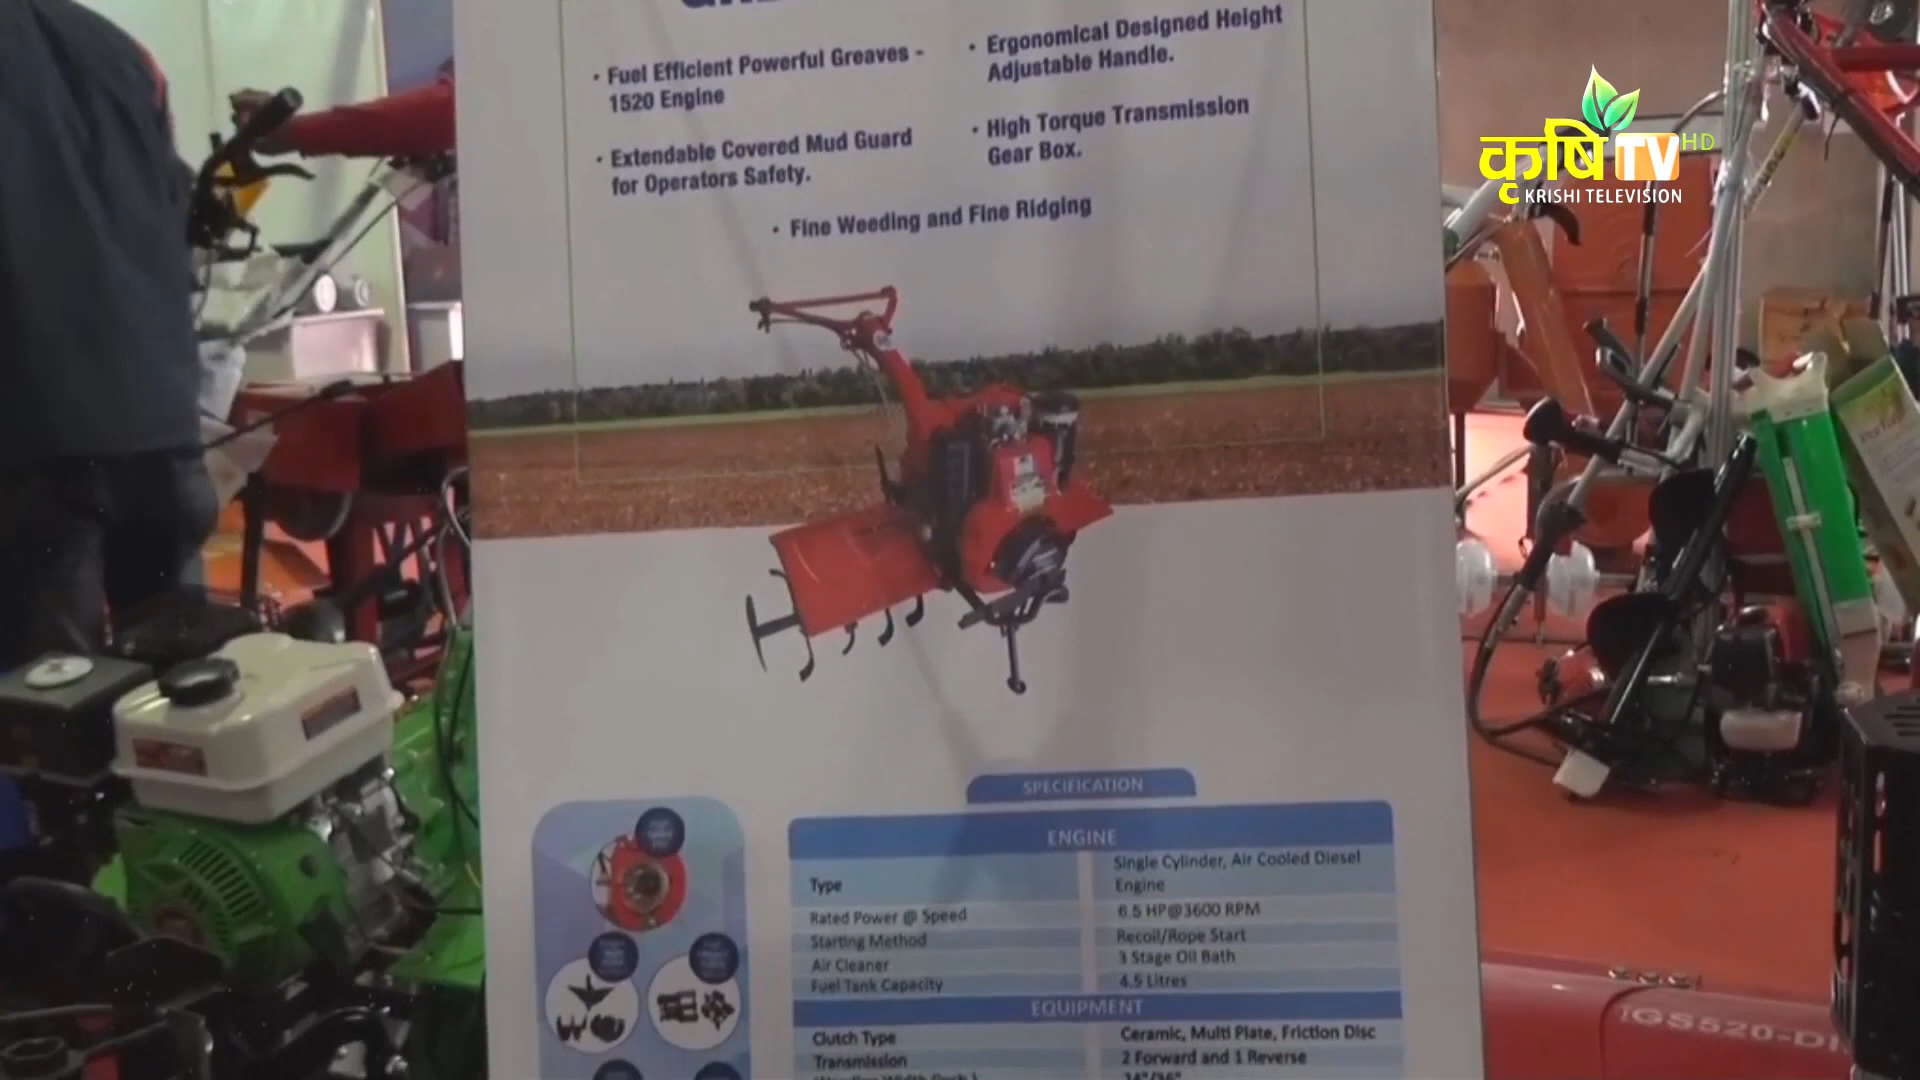 • Fuel Efficient Powerful Greaves -
1520 Engine
• Extendable Covered Mud Guard
for Operators Safety.
• Ergonomical Designed Height
Adjustable Handle.
• High Torque Transmission
Gear Box.
• Fine Weeding and Fine Ridging
कृषि TV HD
KRISHI TELEVISION
SPECIFICATION
ENGINE
Type Single Cylinder, Air Cooled Diesel
Engine
Rated Power @ Speed 6.5 HP@3600 RPM
Starting Method Recoil/Rope Start
Air Cleaner 3 Stage Oil Bath
Fuel Tank Capacity 4.5 Litres
EQUIPMENT
Clutch Type Ceramic, Multi Plate, Friction Disc
Transmission 2 Forward and 1 Reverse
GS520-DI